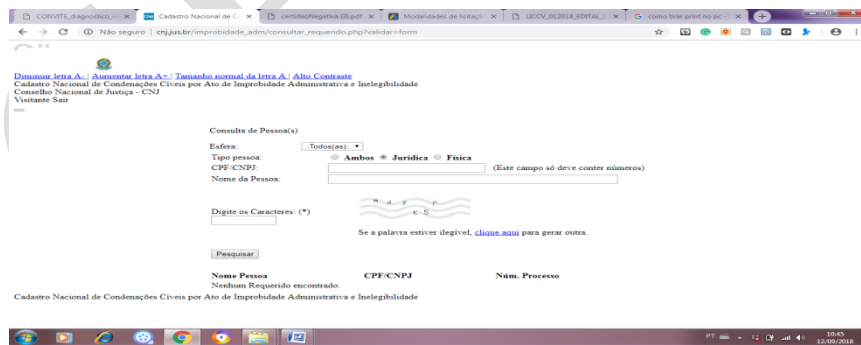 CONVITE_diagnostico_
Cadastro Nacional de C
certidaoNegativa (3).pdf
Modalidades de licitaçã
UCCV_012014_EDITAL
como tirar print no pc -
Não seguro | cnj.jus.br/improbidade_adm/consultar_requerido.php?validar=form
Diminuir letra A- | Aumentar letra A+ | Tamanho normal da letra A | Alto Contraste
Cadastro Nacional de Condenações Cíveis por Ato de Improbidade Administrativa e Inelegibilidade
Conselho Nacional de Justiça - CNJ
Visitante Sair
Consulta de Pessoa(s)
Esfera: :Todos(as):
Tipo pessoa: Ambos Jurídica Física
CPF/CNPJ: (Este campo só deve conter números)
Nome da Pessoa:
Digite os Caracteres: (*)
Se a palavra estiver ilegível, clique aqui para gerar outra.
Pesquisar
Nome Pessoa CPF/CNPJ Núm. Processo
Nenhum Requerido encontrado.
Cadastro Nacional de Condenações Cíveis por Ato de Improbidade Administrativa e Inelegibilidade
PT 10:45
12/09/2018